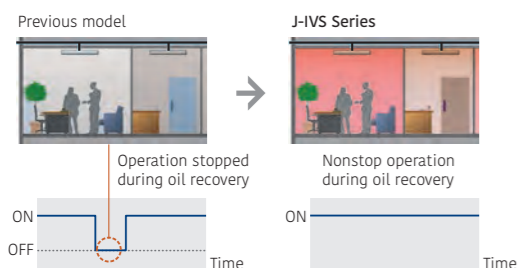 Previous model
J-IVS Series
Operation stopped
during oil recovery
Nonstop operation
during oil recovery
ON
OFF
Time
ON
Time